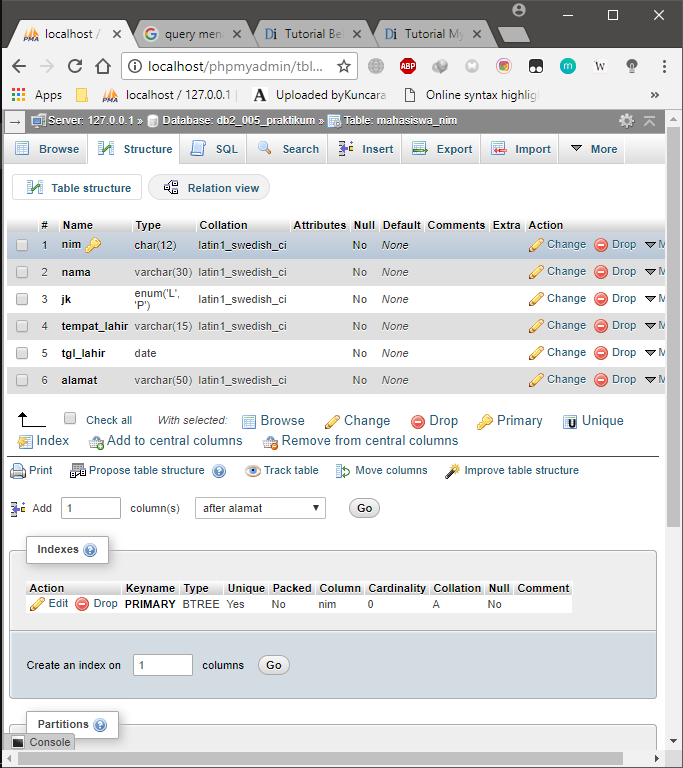 localhost /
query men
Tutorial Bel
Tutorial My
localhost/phpmyadmin/tbl...
Apps
localhost / 127.0.0.1
Uploaded byKuncara
Online syntax highlig
Server: 127.0.0.1 » Database: db2_005_praktikum » Table: mahasiswa_nim
Browse Structure SQL Search Insert Export Import More
Table structure Relation view
# Name Type Collation Attributes Null Default Comments Extra Action
1 nim char(12) latin1_swedish_ci No None Change Drop M
2 nama varchar(30) latin1_swedish_ci No None Change Drop M
3 jk enum('L', 'P') latin1_swedish_ci No None Change Drop M
4 tempat_lahir varchar(15) latin1_swedish_ci No None Change Drop M
5 tgl_lahir date No None Change Drop M
6 alamat varchar(50) latin1_swedish_ci No None Change Drop M
Check all With selected: Browse Change Drop Primary Unique
Index Add to central columns Remove from central columns
Print Propose table structure Track table Move columns Improve table structure
Add 1 column(s) after alamat Go
Indexes
Action Keyname Type Unique Packed Column Cardinality Collation Null Comment
Edit Drop PRIMARY BTREE Yes No nim 0 A No
Create an index on 1 columns Go
Partitions
Console